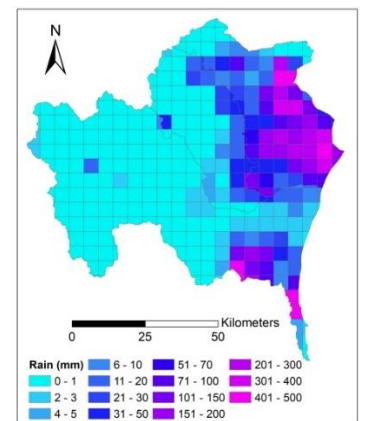 N
Kilometers
0 25 50
Rain (mm)
0 - 1
2 - 3
4 - 5
6 - 10
11 - 20
21 - 30
31 - 50
51 - 70
71 - 100
101 - 150
151 - 200
201 - 300
301 - 400
401 - 500